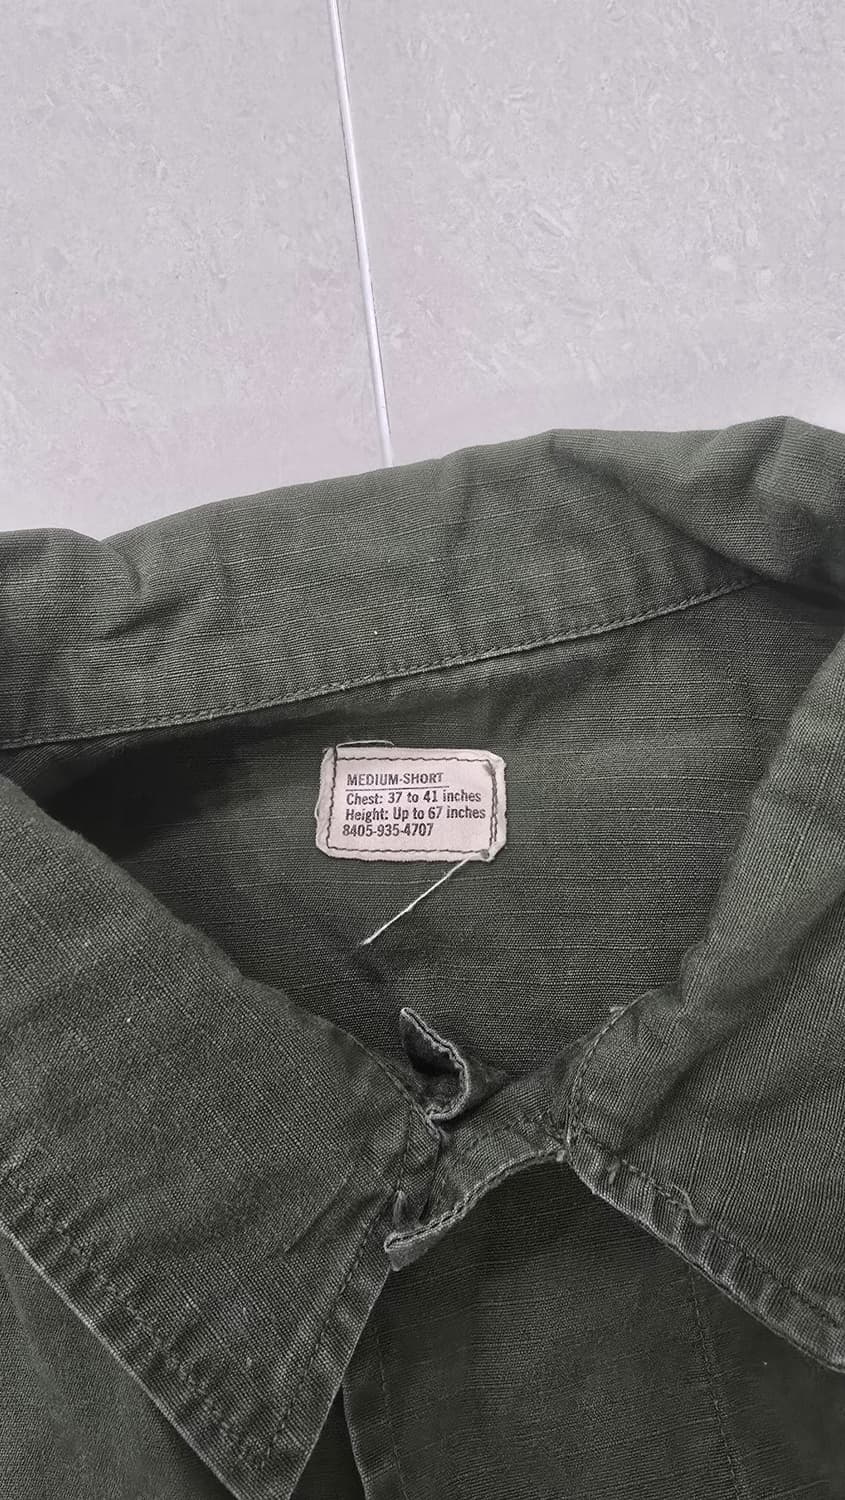 MEDIUM-SHORT
Chest: 37 to 41 inches
Height: Up to 67 inches
8405-935-4707